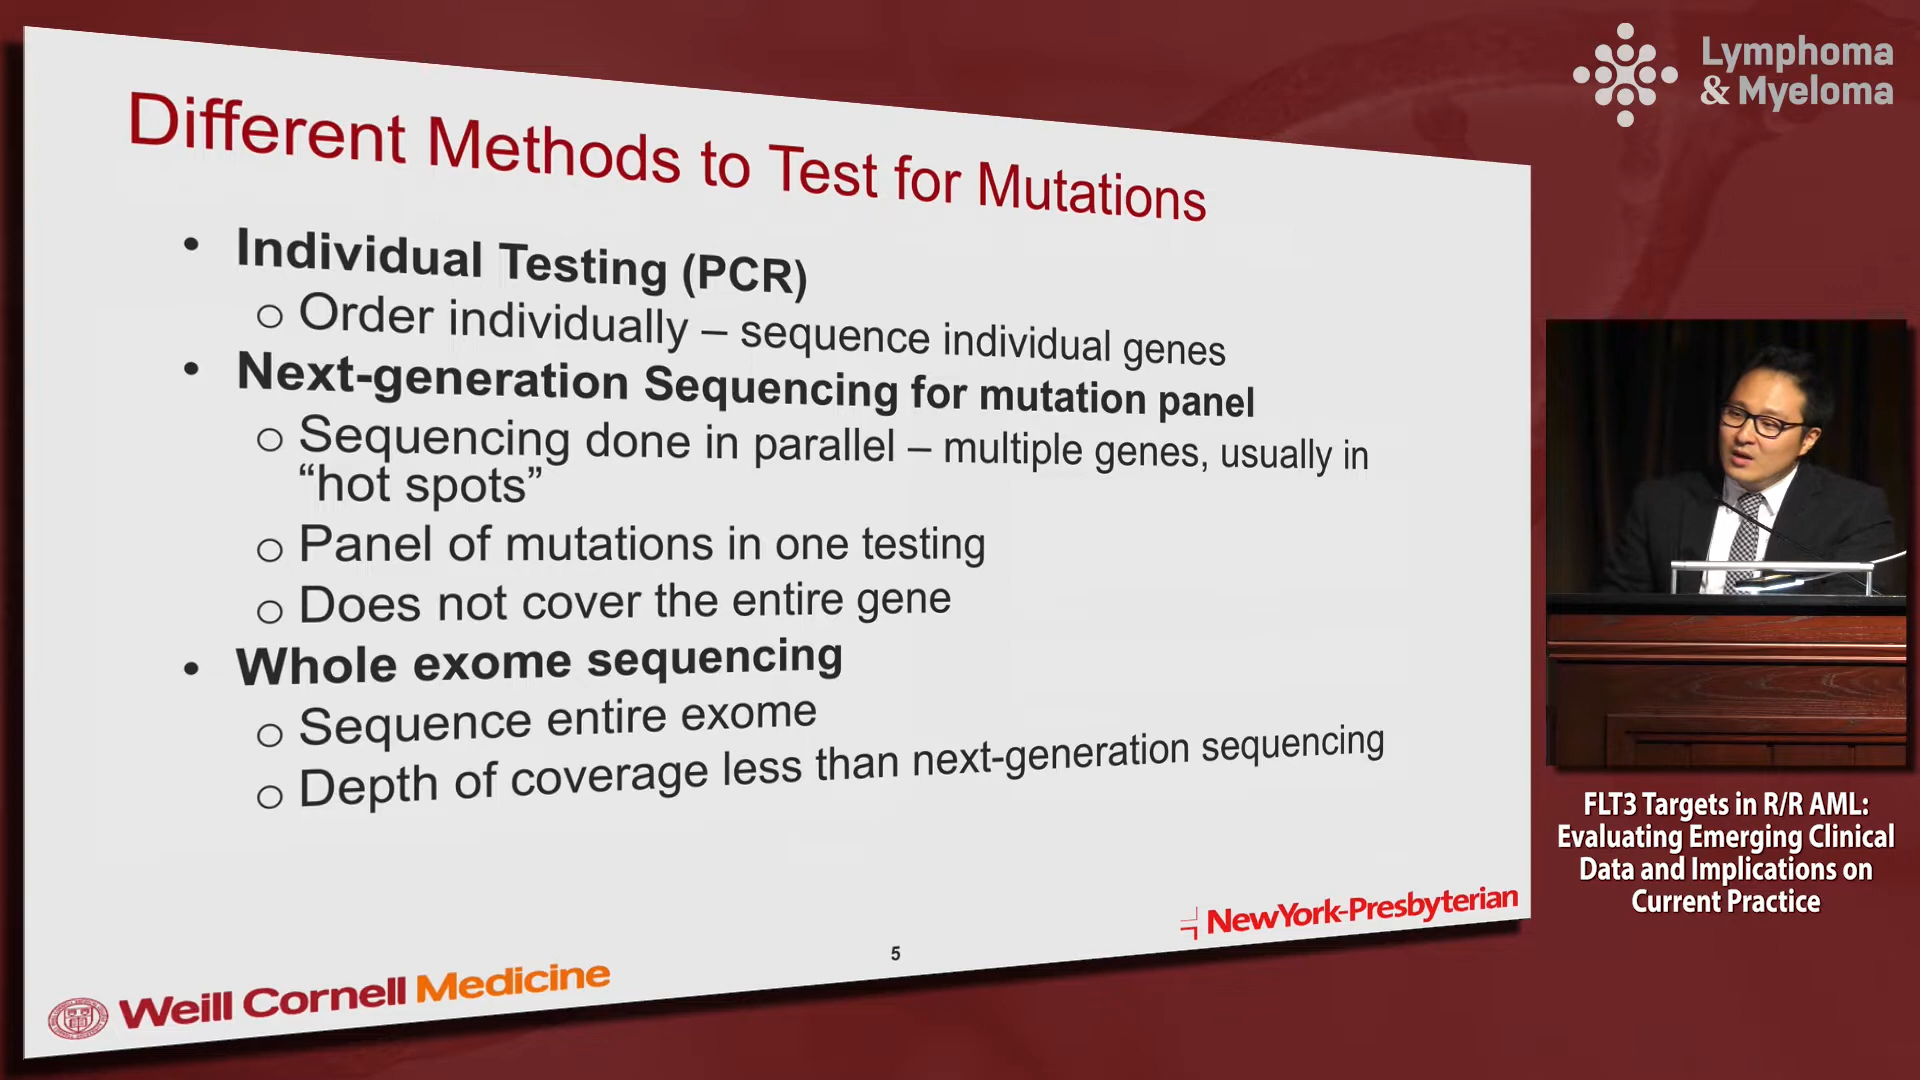 Lymphoma
& Myeloma
Different Methods to Test for Mutations
• Individual Testing (PCR)
o Order individually – sequence individual genes
• Next-generation Sequencing for mutation panel
o Sequencing done in parallel – multiple genes, usually in
“hot spots”
o Panel of mutations in one testing
o Does not cover the entire gene
• Whole exome sequencing
o Sequence entire exome
o Depth of coverage less than next-generation sequencing
FLT3 Targets in R/R AML:
Evaluating Emerging Clinical
Data and Implications on
Current Practice
NewYork-Presbyterian
5
Weill Cornell Medicine